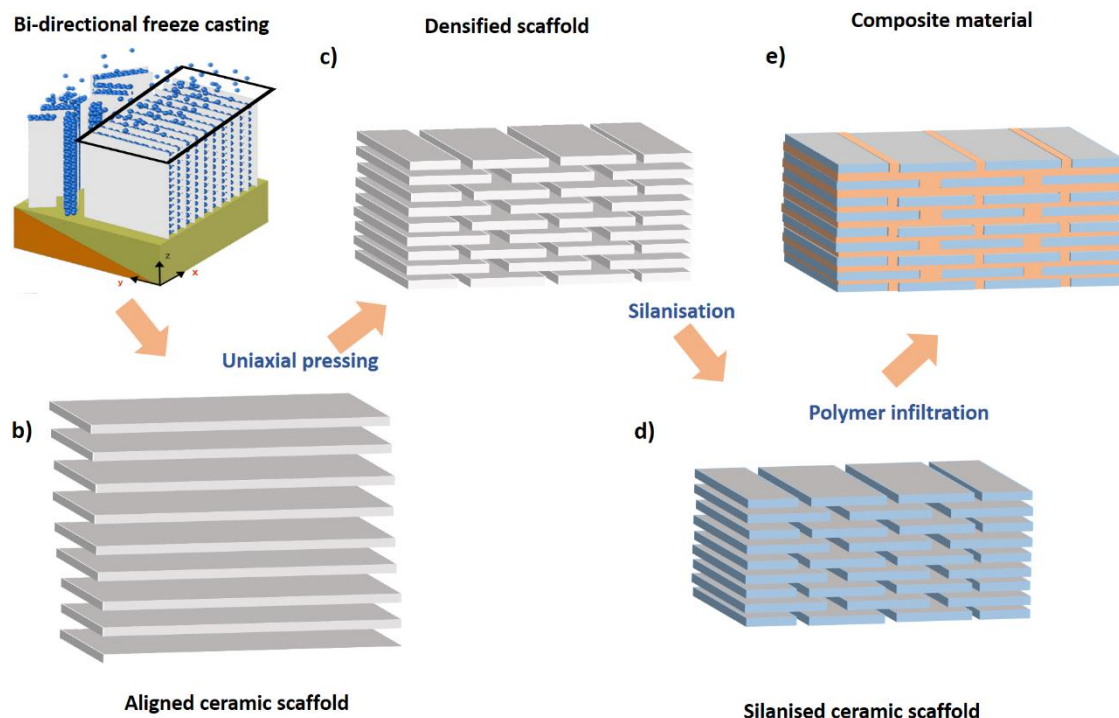 Bi-directional freeze casting
z
y
x
Uniaxial pressing
b)
Aligned ceramic scaffold
Densified scaffold
c)
Silanisation
d)
Silanised ceramic scaffold
Polymer infiltration
Composite material
e)